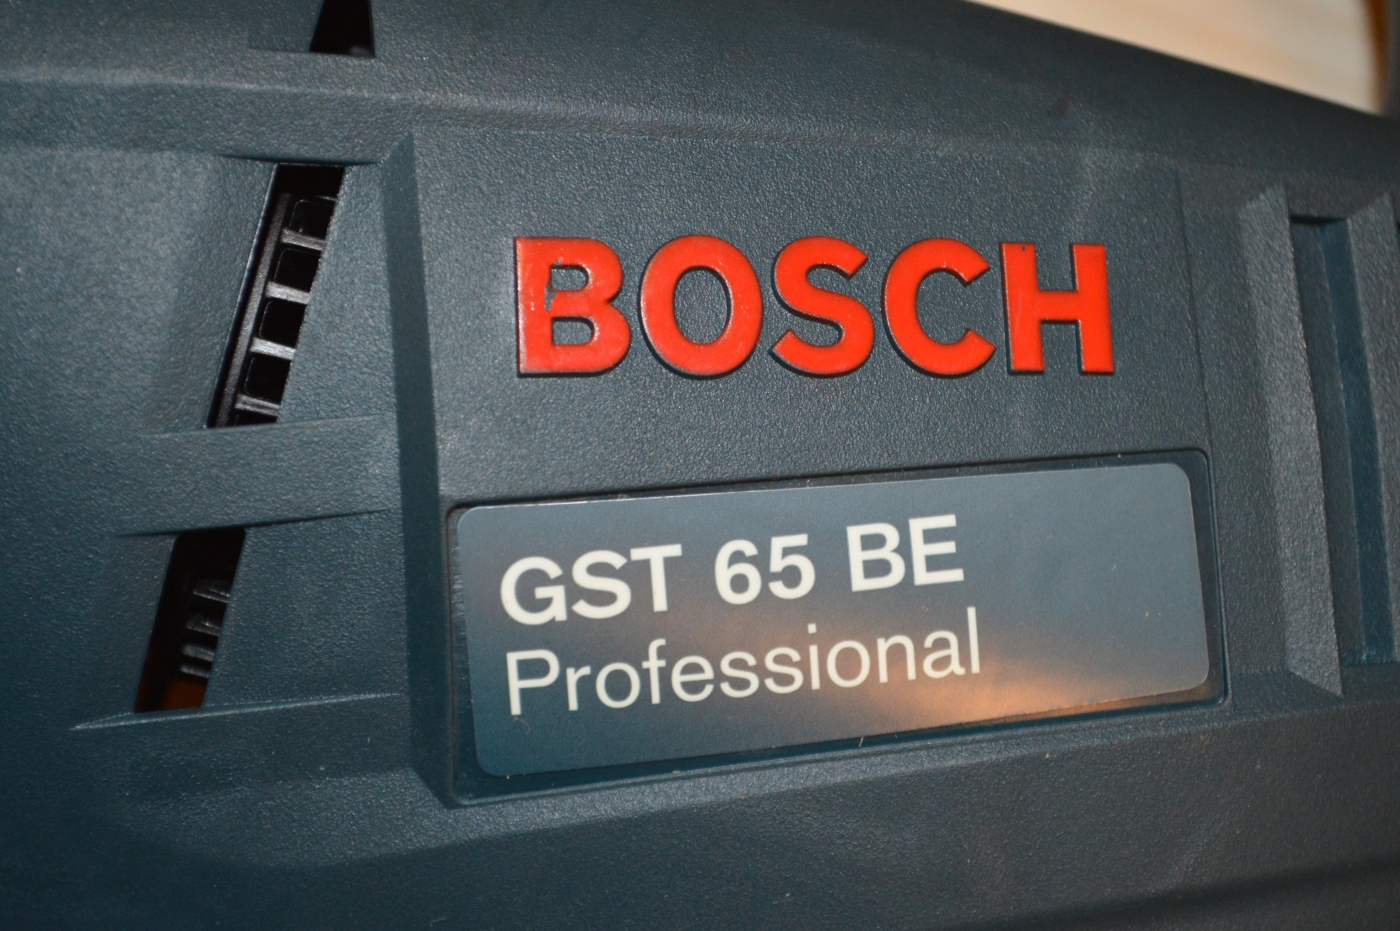 BOSCH
GST 65 BE
Professional